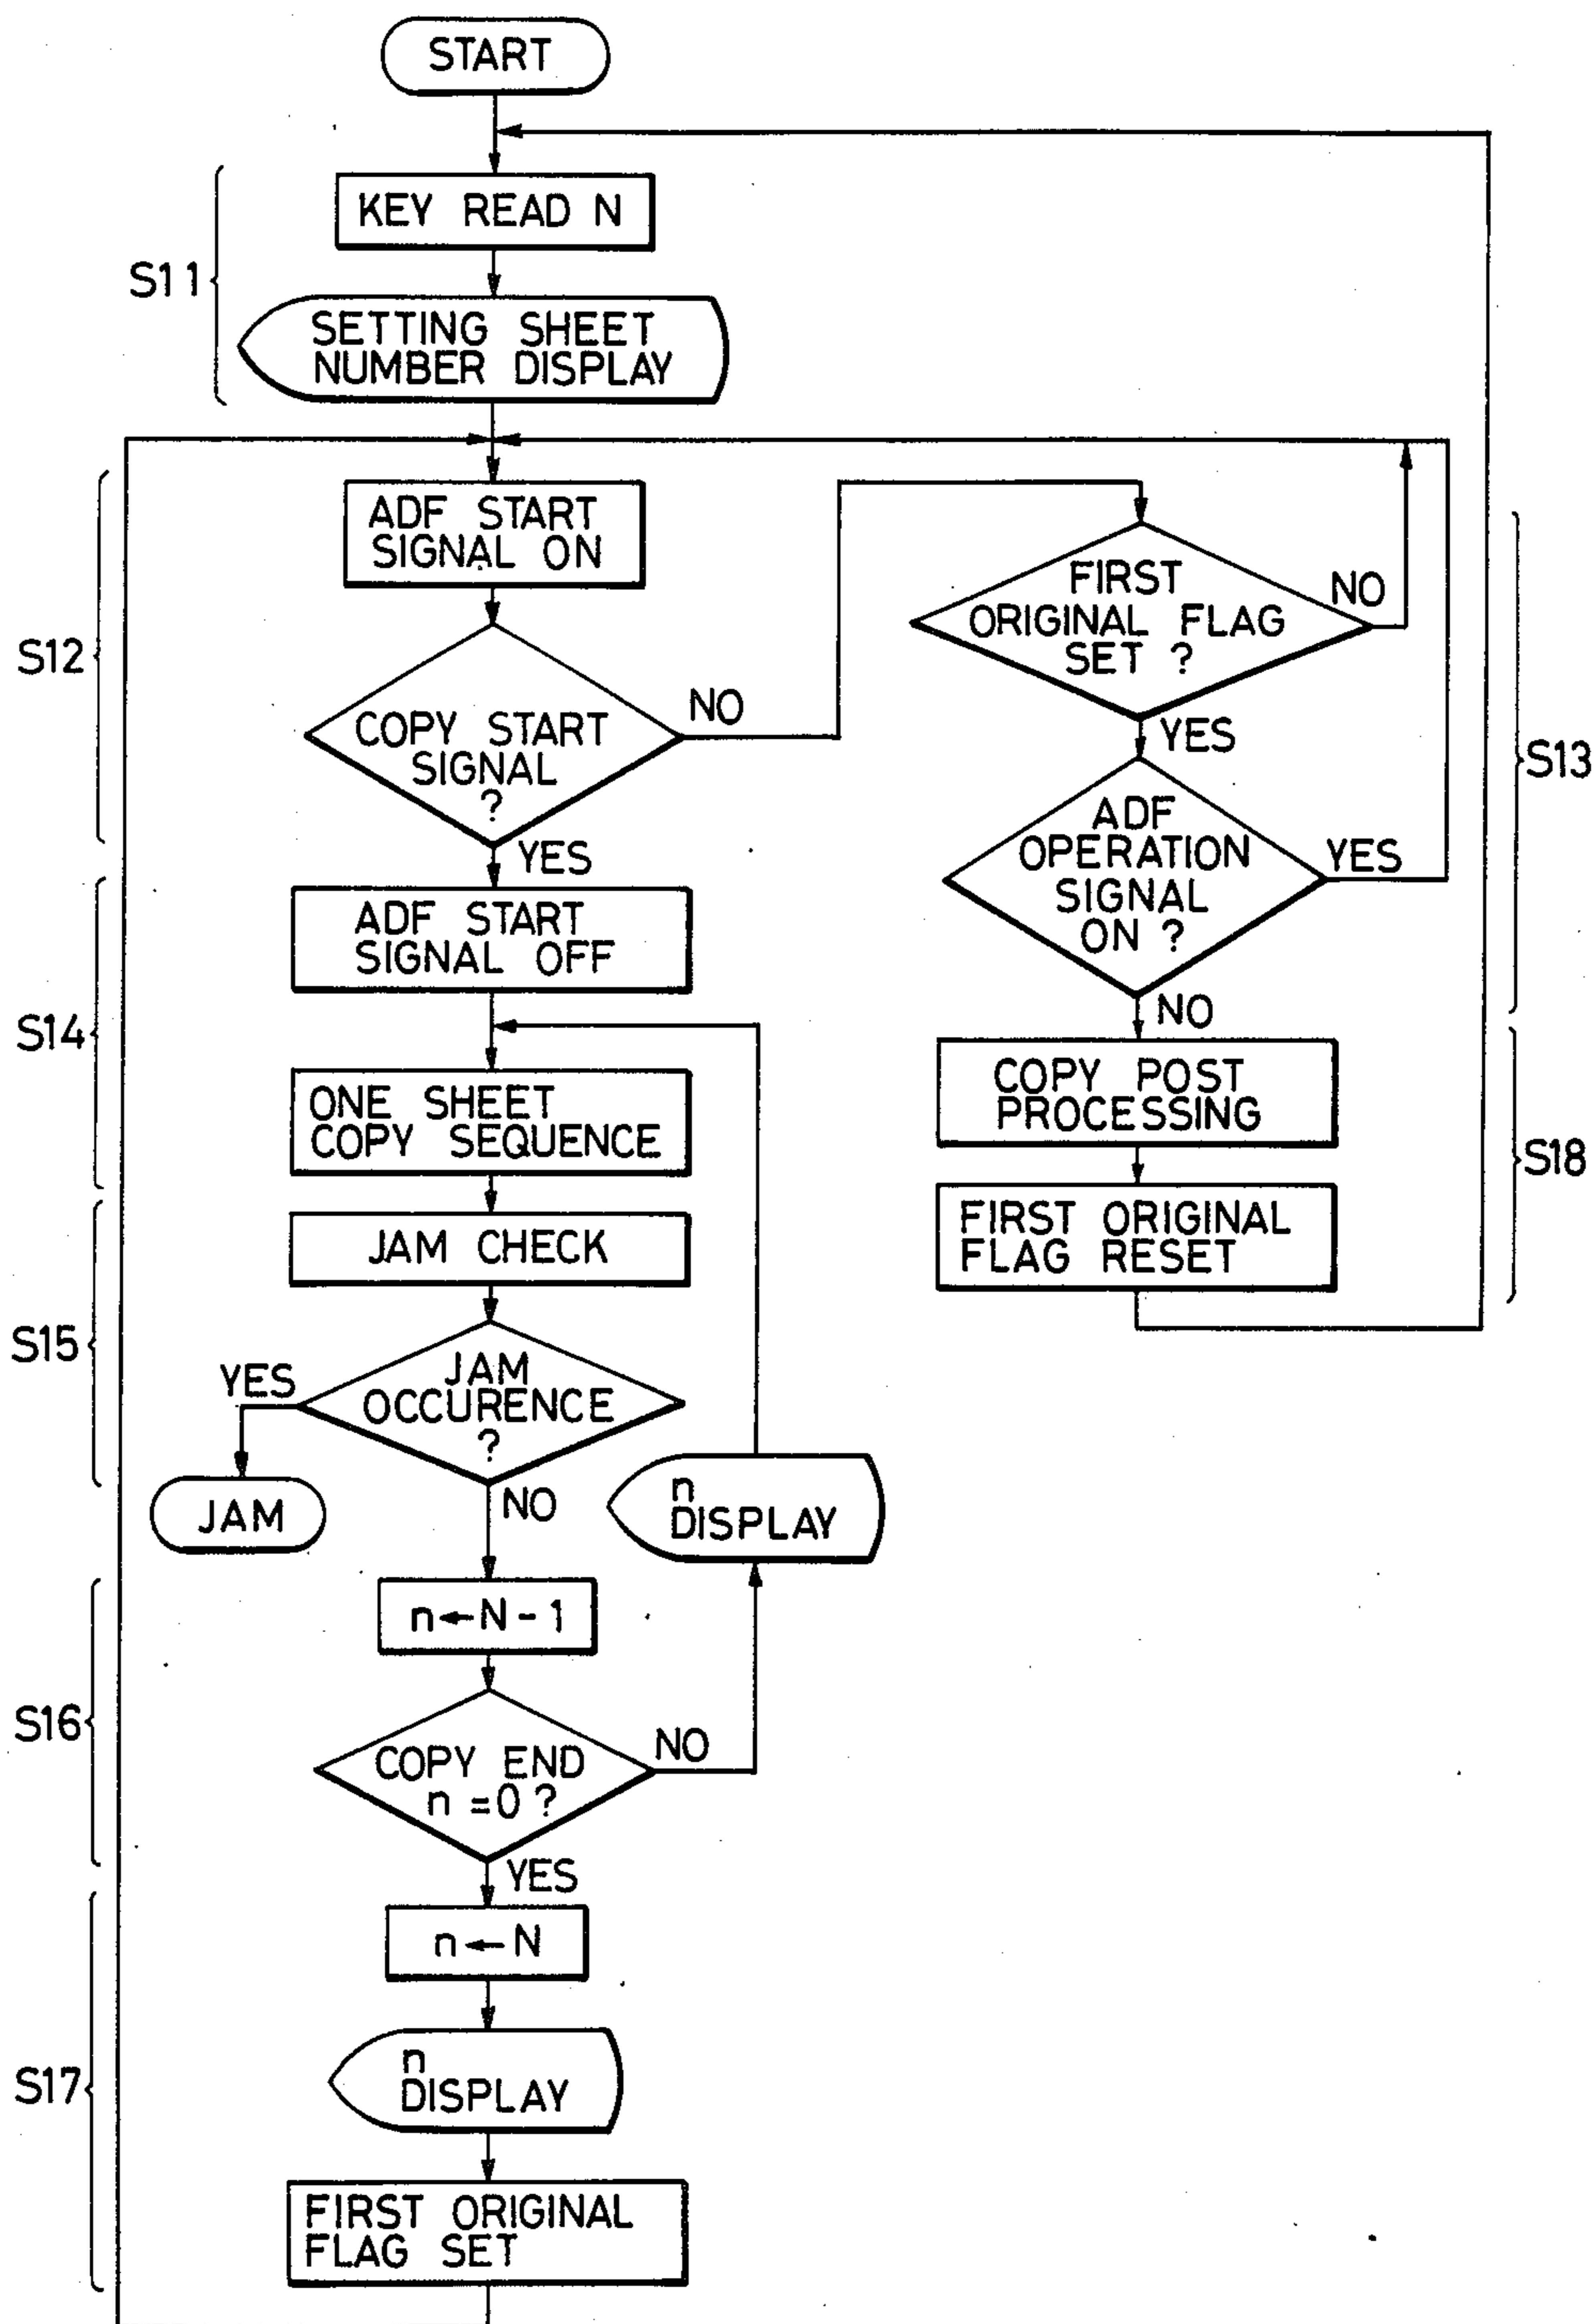 START
KEY READ N
S11
SETTING SHEET
NUMBER DISPLAY
ADF START
SIGNAL ON
S12
COPY START
SIGNAL
?
NO
YES
FIRST
ORIGINAL FLAG
SET ?
NO
YES
S13
ADF
OPERATION
SIGNAL
ON ?
YES
NO
ADF START
SIGNAL OFF
S14
ONE SHEET
COPY SEQUENCE
COPY POST
PROCESSING
S18
FIRST ORIGINAL
FLAG RESET
JAM CHECK
S15
JAM
OCCURENCE
?
YES
NO
JAM
n
DISPLAY
n←N-1
S16
COPY END
n=0?
NO
YES
n←N
S17
n
DISPLAY
FIRST ORIGINAL
FLAG SET